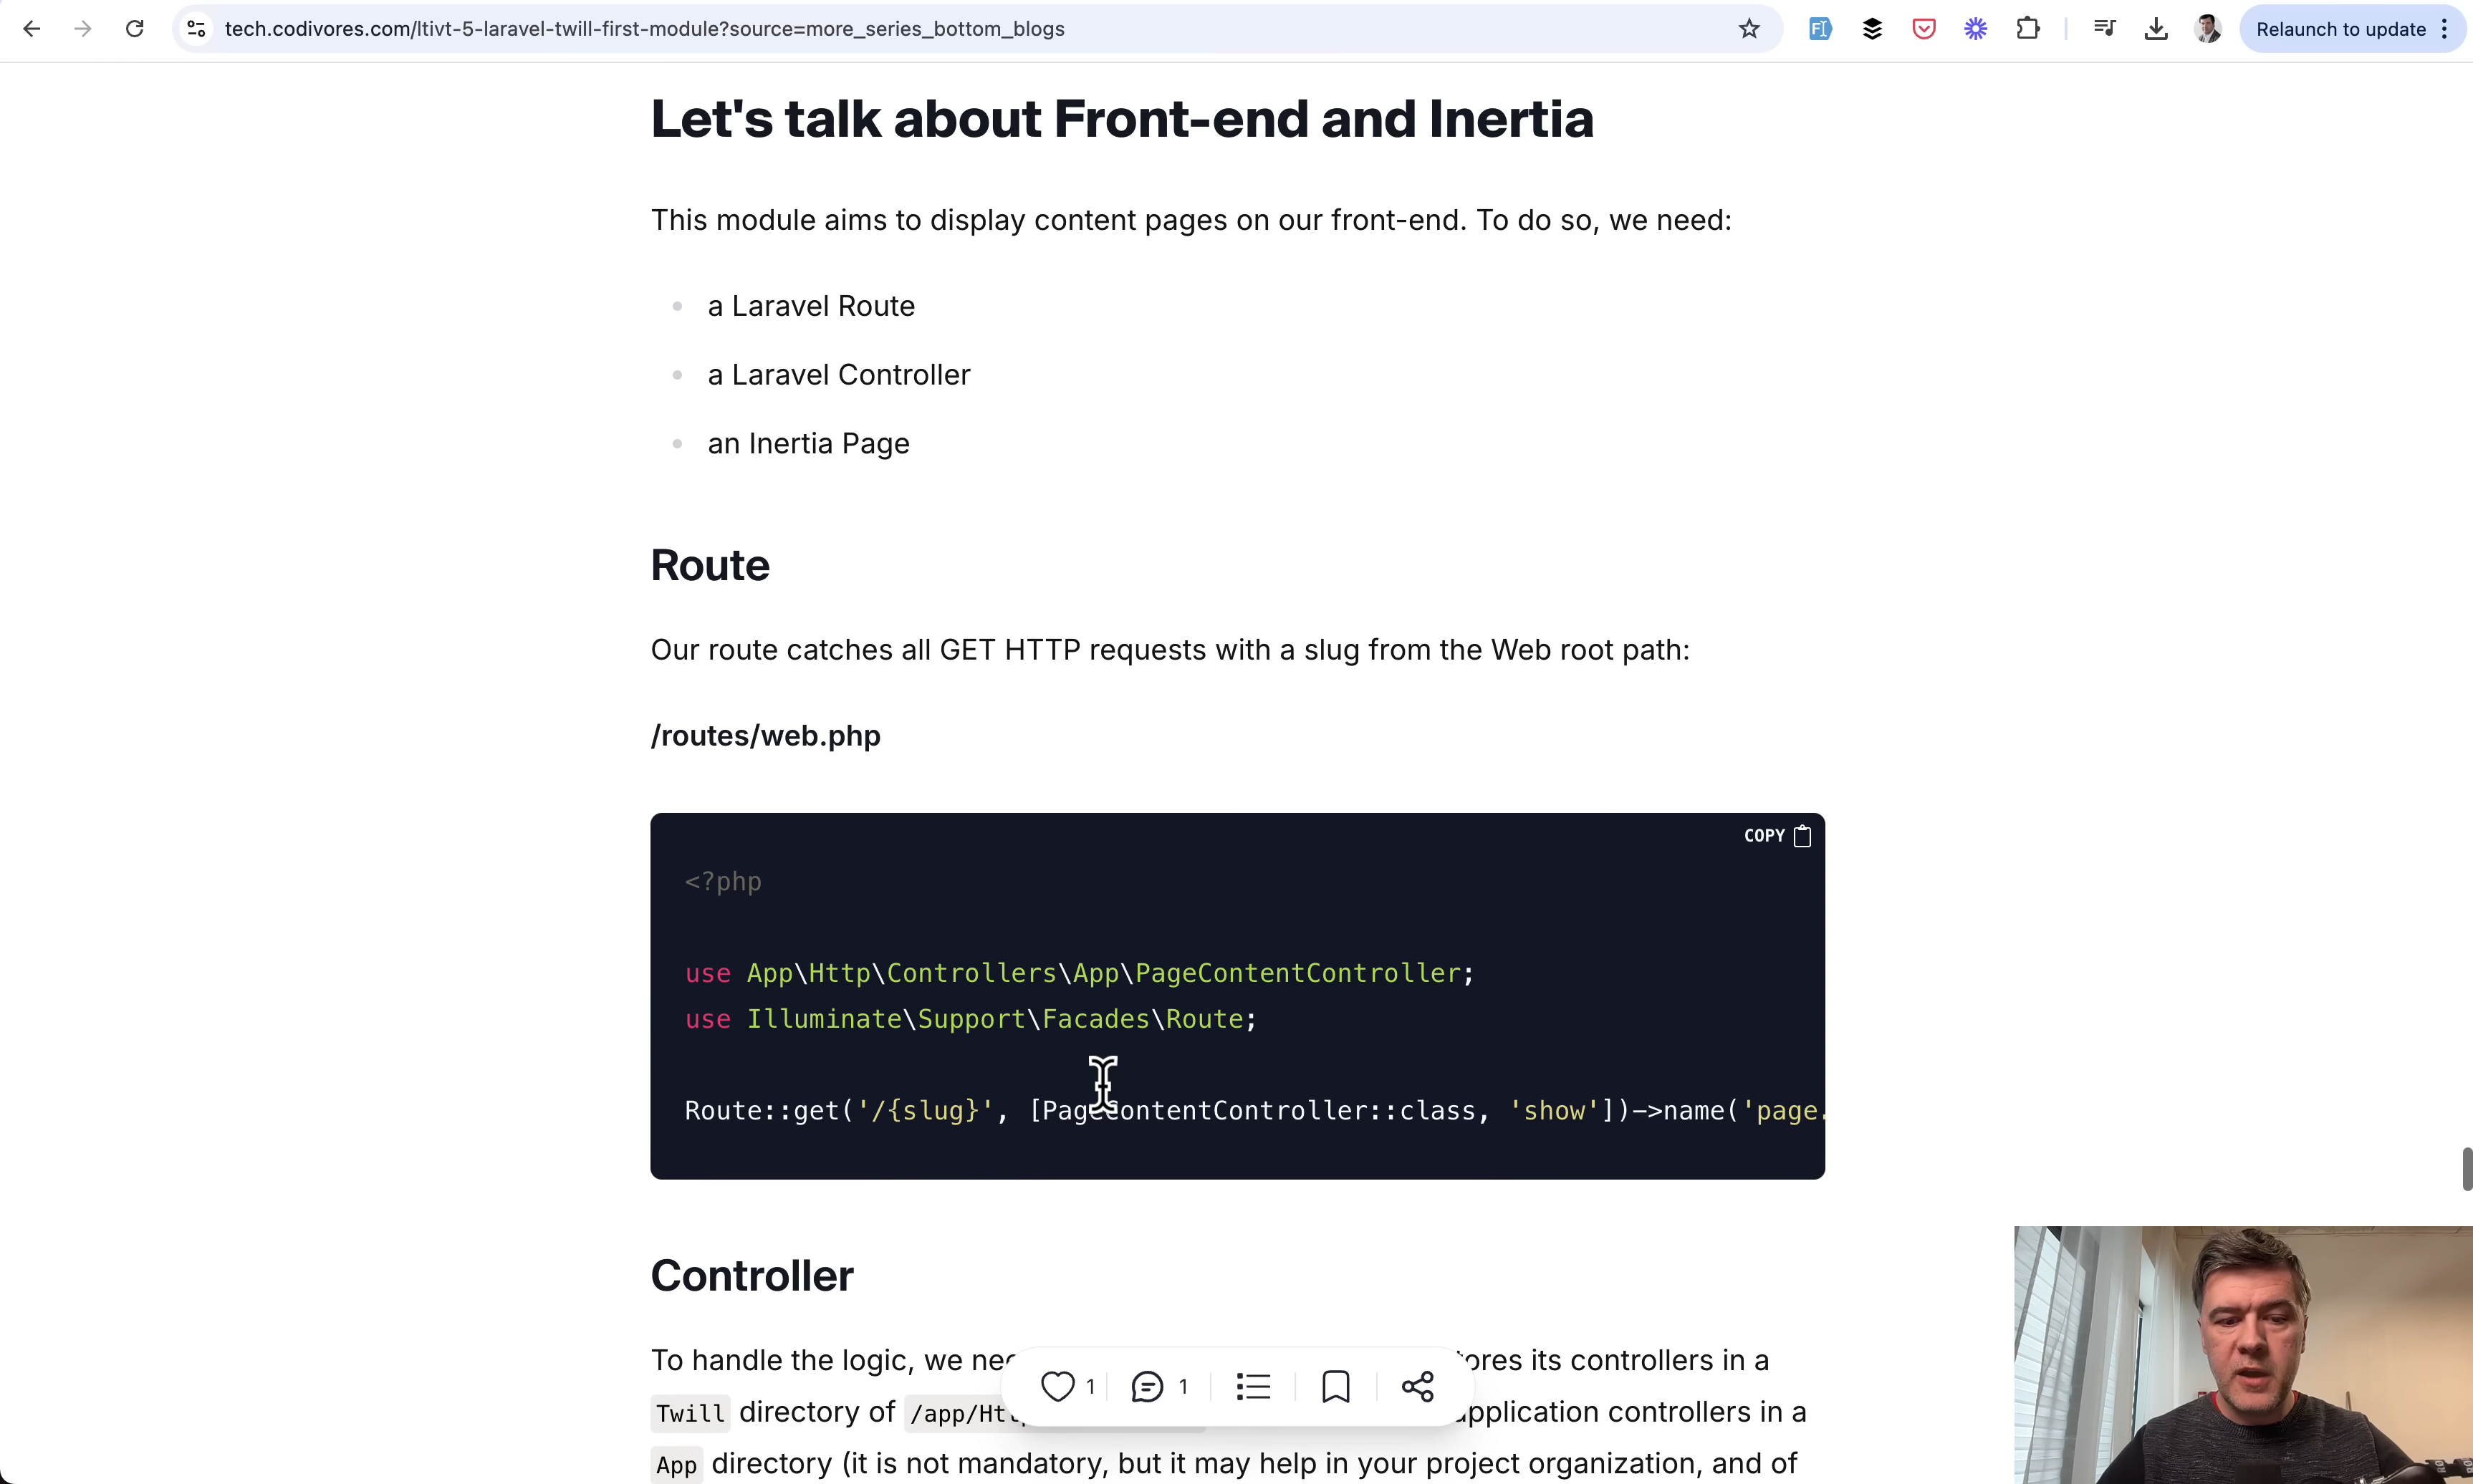 tech.codivores.com/ltivt-5-laravel-twill-first-module?source=more_series_bottom_blogs
Relaunch to update
Let's talk about Front-end and Inertia
This module aims to display content pages on our front-end. To do so, we need:
a Laravel Route
a Laravel Controller
an Inertia Page
Route
Our route catches all GET HTTP requests with a slug from the Web root path:
/routes/web.php
COPY
<?php
use App\Http\Controllers\App\PageContentController;
use Illuminate\Support\Facades\Route;
Route::get('/{slug}', [PageContentController::class, 'show'])->name('page.
Controller
To handle the logic, we its controllers in a
Twill directory of application controllers in a
1 1
App directory (it is not mandatory, but it may help in your project organization, and of